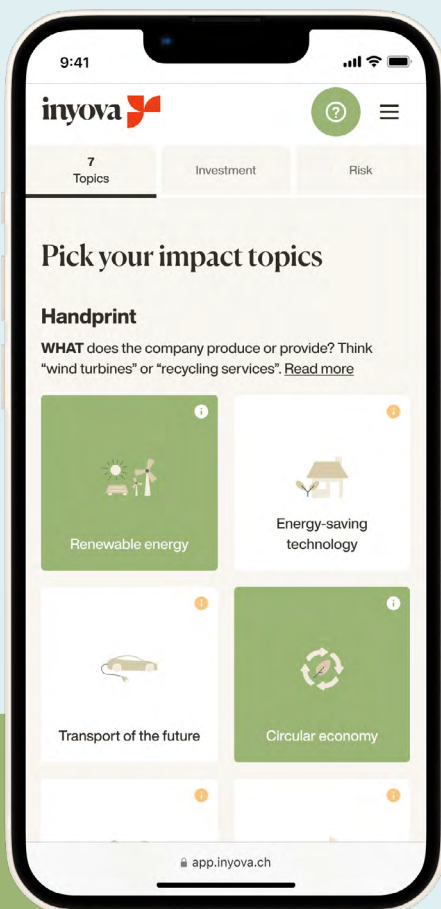 9:41
inyova
?
7
Topics
Investment
Risk
Pick your impact topics
Handprint
WHAT does the company produce or provide? Think
“wind turbines” or “recycling services”. Read more
i
i
Renewable energy
Energy-saving
technology
i
i
Transport of the future
Circular economy
i
i
app.inyova.ch